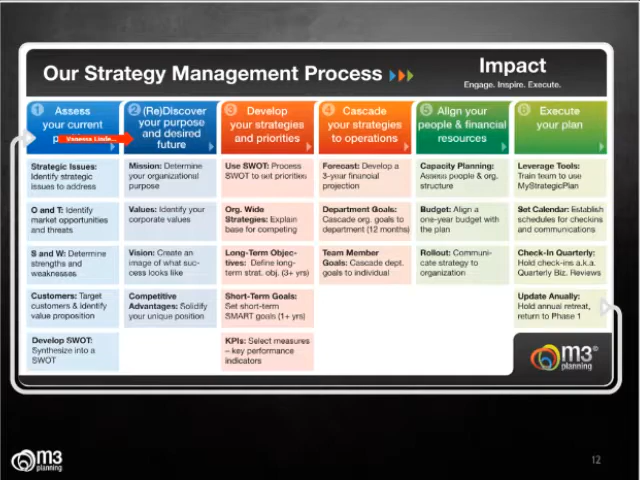 Our Strategy Management Process
Impact
Engage. Inspire. Execute.
1 Assess
your current
Vanessa Linde...
2 (Re)Discover
your purpose
and desired
future
3 Develop
your strategies
and priorities
4 Cascade
your strategies
to operations
5 Align your
people & financial
resources
6 Execute
your plan
Strategic Issues:
Identify strategic
issues to address
O and T: Identify
market opportunities
and threats
S and W: Determine
strengths and
weaknesses
Customers: Target
customers & Identify
value proposition
Develop SWOT:
Synthesize into a
SWOT
Mission: Determine
your organizational
purpose
Values: Identify your
corporate values
Vision: Create an
image of what suc-
cess looks like
Competitive
Advantages: Solidify
your unique position
Use SWOT: Process
SWOT to set priorities
Org. Wide
Strategies: Explain
base for competing
Long-Term Objec-
tives: Define long-
term strat. obj. (3+ yrs)
Short-Term Goals:
Set short-term
SMART goals (1+ yrs)
KPIs: Select measures
– key performance
indicators
Forecast: Develop a
3-year financial
projection
Department Goals:
Cascade org. goals to
department (12 months)
Team Member
Goals: Cascade dept.
goals to individual
Capacity Planning:
Assess people & org.
structure
Budget: Align a
one-year budget with
the plan
Rollout: Communi-
cate strategy to
organization
Leverage Tools:
Train team to use
MyStrategicPlan
Set Calendar: Establish
schedules for checkins
and communications
Check-In Quarterly:
Hold check-ins a.k.a.
Quarterly Biz. Reviews
Update Annually:
Hold annual retreat,
return to Phase 1
m3
planning
m3
planning
12